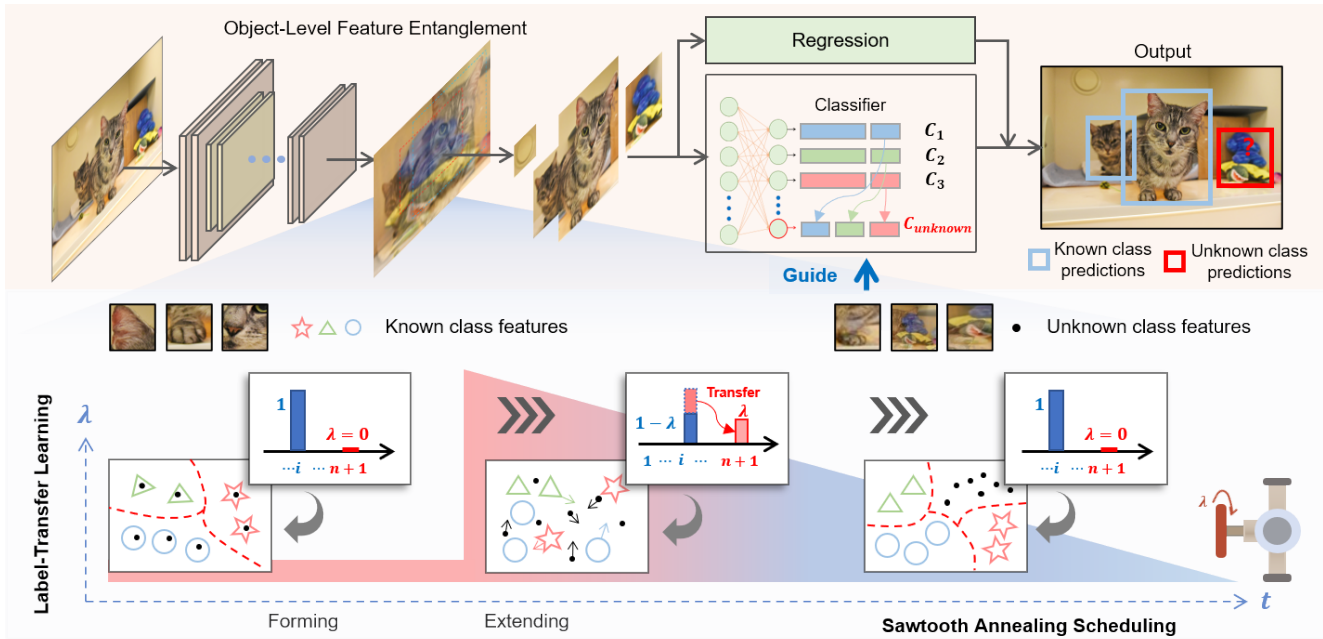 Object-Level Feature Entanglement
Regression
Output
Classifier
C₁
C₂
C₃
C_unknown
?
Known class
predictions
Unknown class
predictions
Guide
Known class features
Unknown class features
Label-Transfer Learning
λ
1
λ = 0
⋯i ⋯ n + 1
Transfer
1 − λ
λ
1 ⋯ i ⋯ n + 1
1
λ = 0
⋯i ⋯ n + 1
λ
Forming
Extending
Sawtooth Annealing Scheduling
t